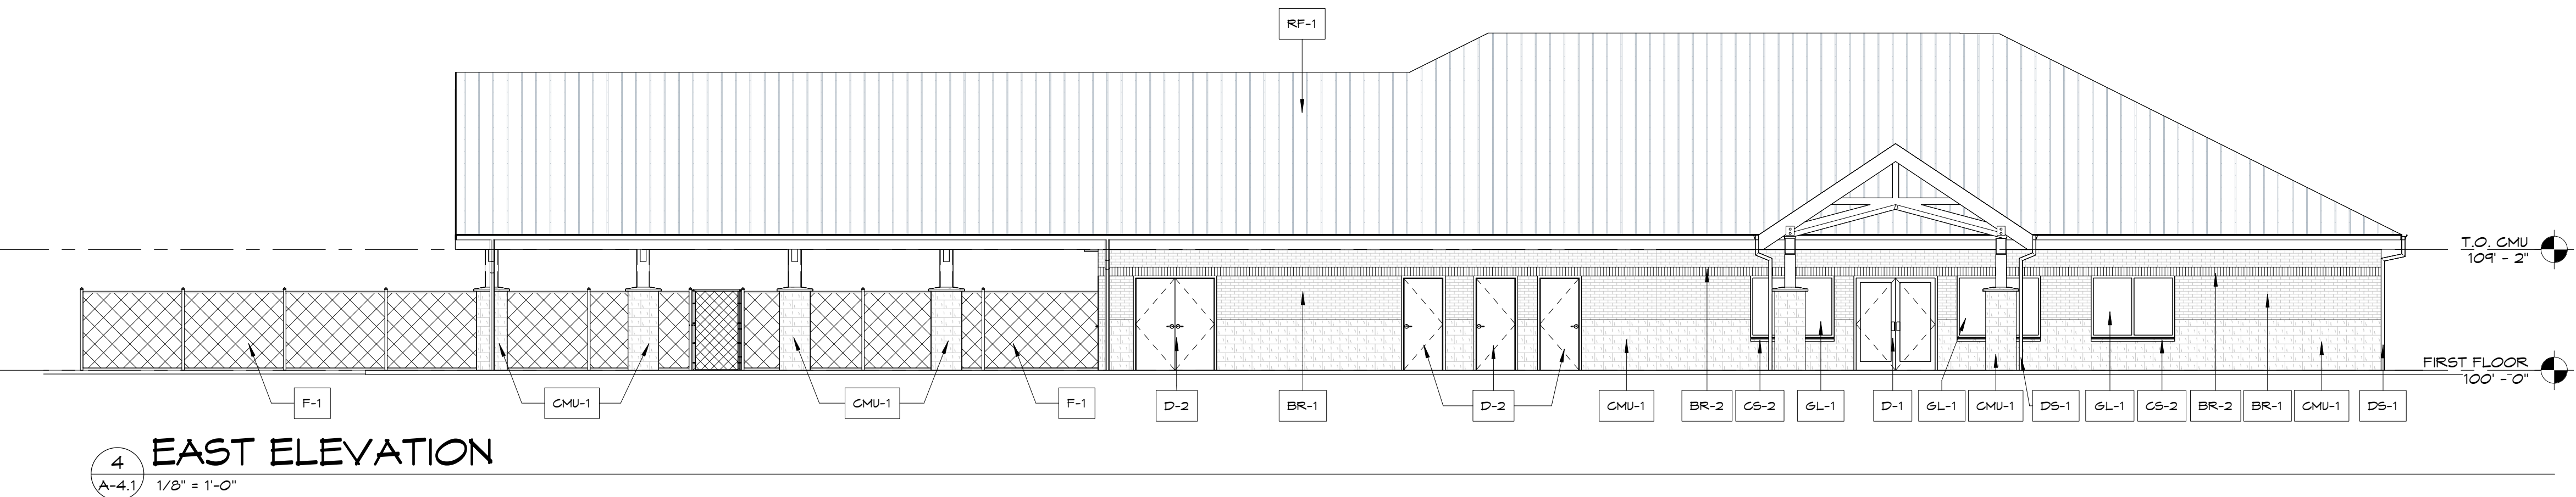 RF-1
T.O. CMU
109' - 2"
FIRST FLOOR
100' - 0"
F-1
CMU-1
CMU-1
F-1
D-2
BR-1
D-2
CMU-1
BR-2
CS-2
GL-1
D-1
GL-1
CMU-1
DS-1
GL-1
CS-2
BR-2
BR-1
CMU-1
DS-1
4
A-4.1
EAST ELEVATION
1/8" = 1'-0"